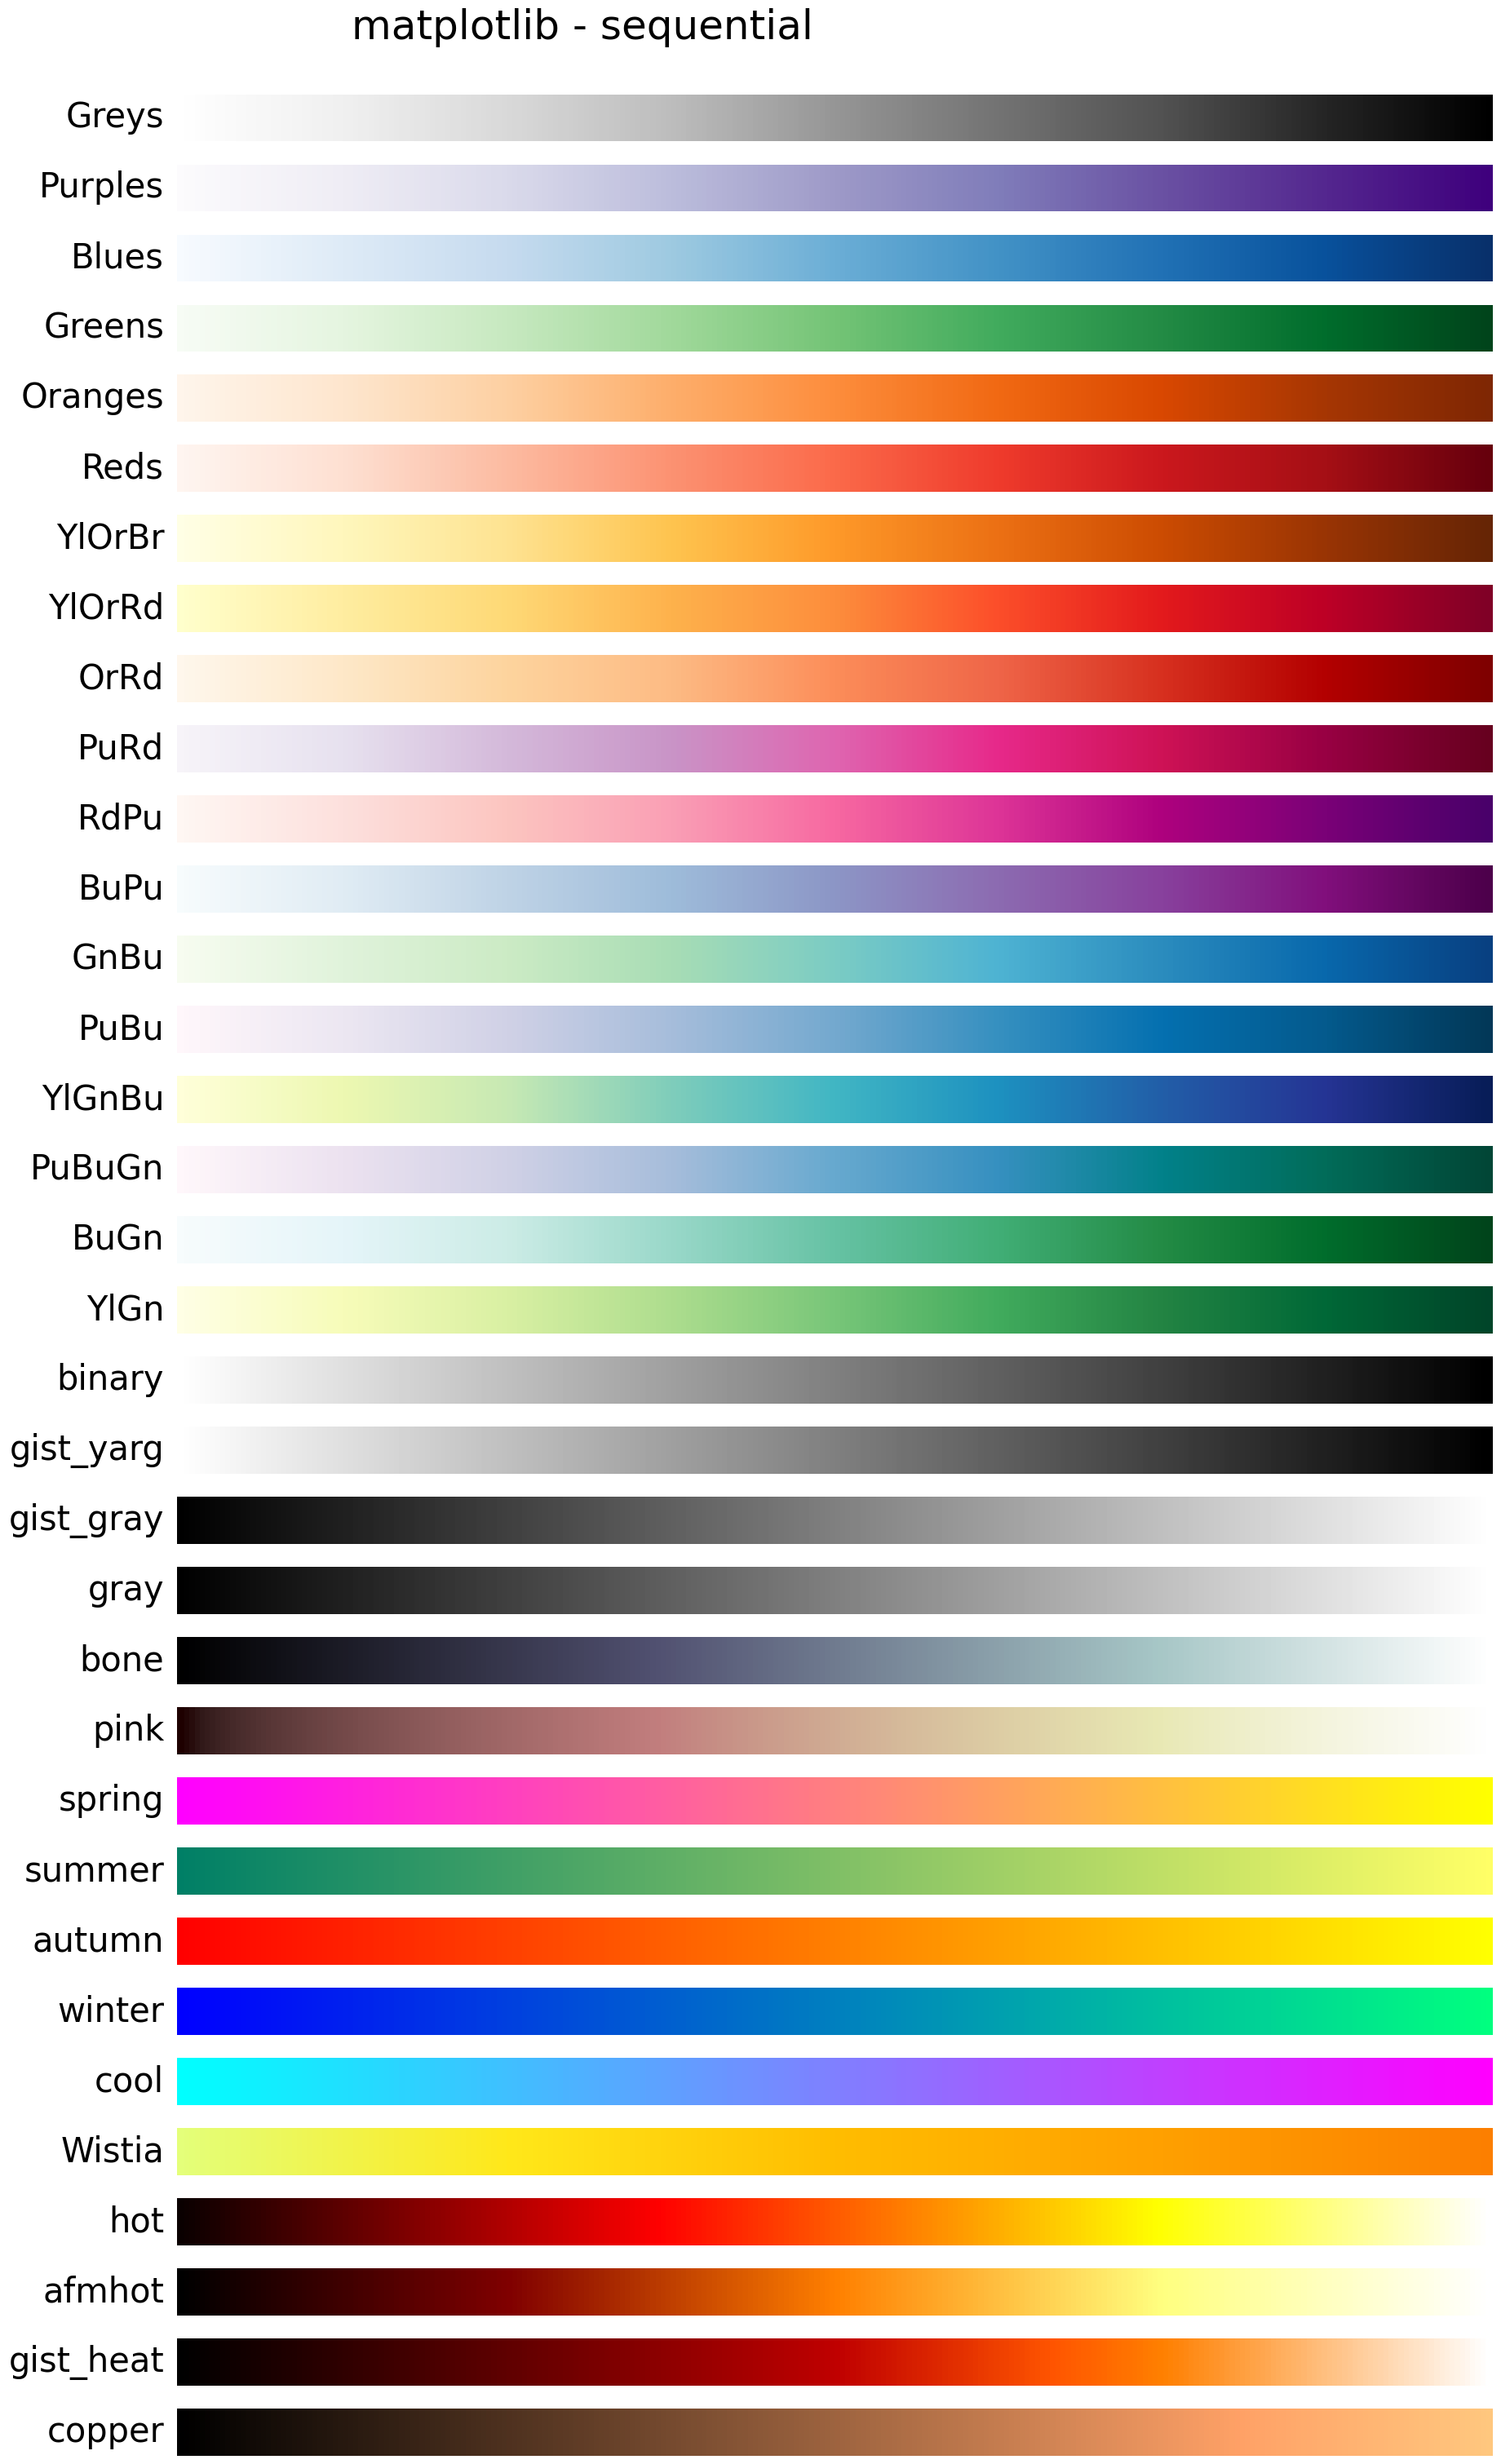 matplotlib - sequential
Greys
Purples
Blues
Greens
Oranges
Reds
YlOrBr
YlOrRd
OrRd
PuRd
RdPu
BuPu
GnBu
PuBu
YlGnBu
PuBuGn
BuGn
YlGn
binary
gist_yarg
gist_gray
gray
bone
pink
spring
summer
autumn
winter
cool
Wistia
hot
afmhot
gist_heat
copper